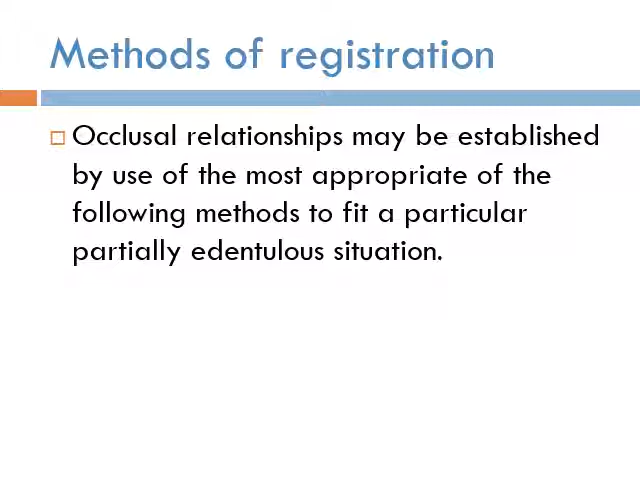 Methods of registration
Occlusal relationships may be established
by use of the most appropriate of the
following methods to fit a particular
partially edentulous situation.